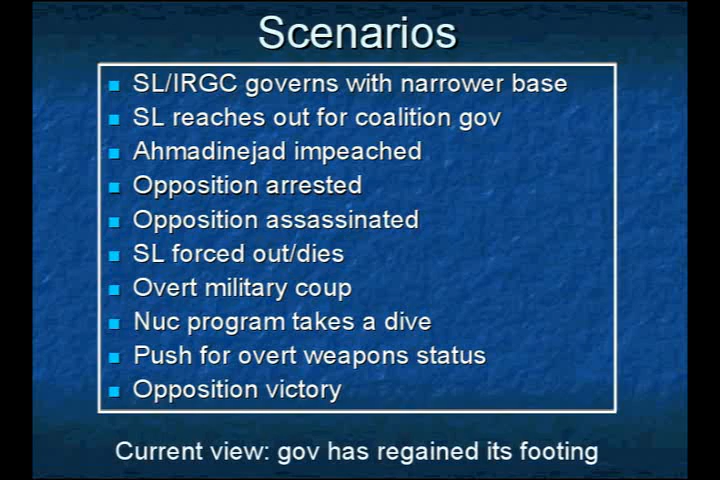 Scenarios
SL/IRGC governs with narrower base
SL reaches out for coalition gov
Ahmadinejad impeached
Opposition arrested
Opposition assassinated
SL forced out/dies
Overt military coup
Nuc program takes a dive
Push for overt weapons status
Opposition victory
Current view: gov has regained its footing